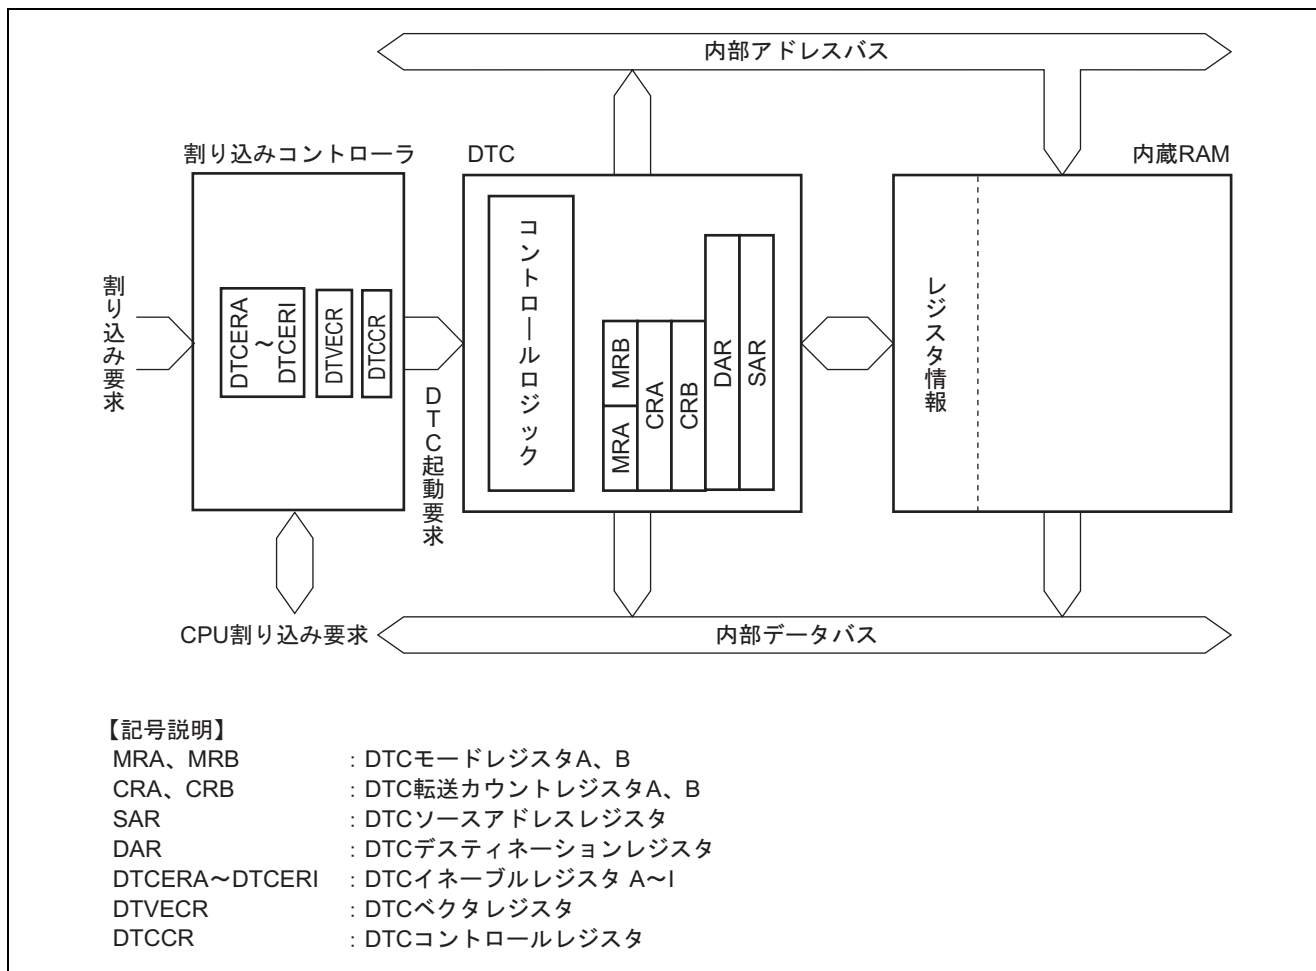 内部アドレスバス
割り込みコントローラ
DTC
内蔵RAM
割り込み要求
DTCERA
～
DTCERI
DTVECR
DTCCR
DTC起動要求
コントロールロジック
MRA
MRB
CRA
CRB
DAR
SAR
レジスタ情報
CPU割り込み要求
内部データバス
【記号説明】
MRA、MRB : DTCモードレジスタA、B
CRA、CRB : DTC転送カウントレジスタA、B
SAR : DTCソースアドレスレジスタ
DAR : DTCデスティネーションレジスタ
DTCERA～DTCERI : DTCイネーブルレジスタ A～I
DTVECR : DTCベクタレジスタ
DTCCR : DTCコントロールレジスタ